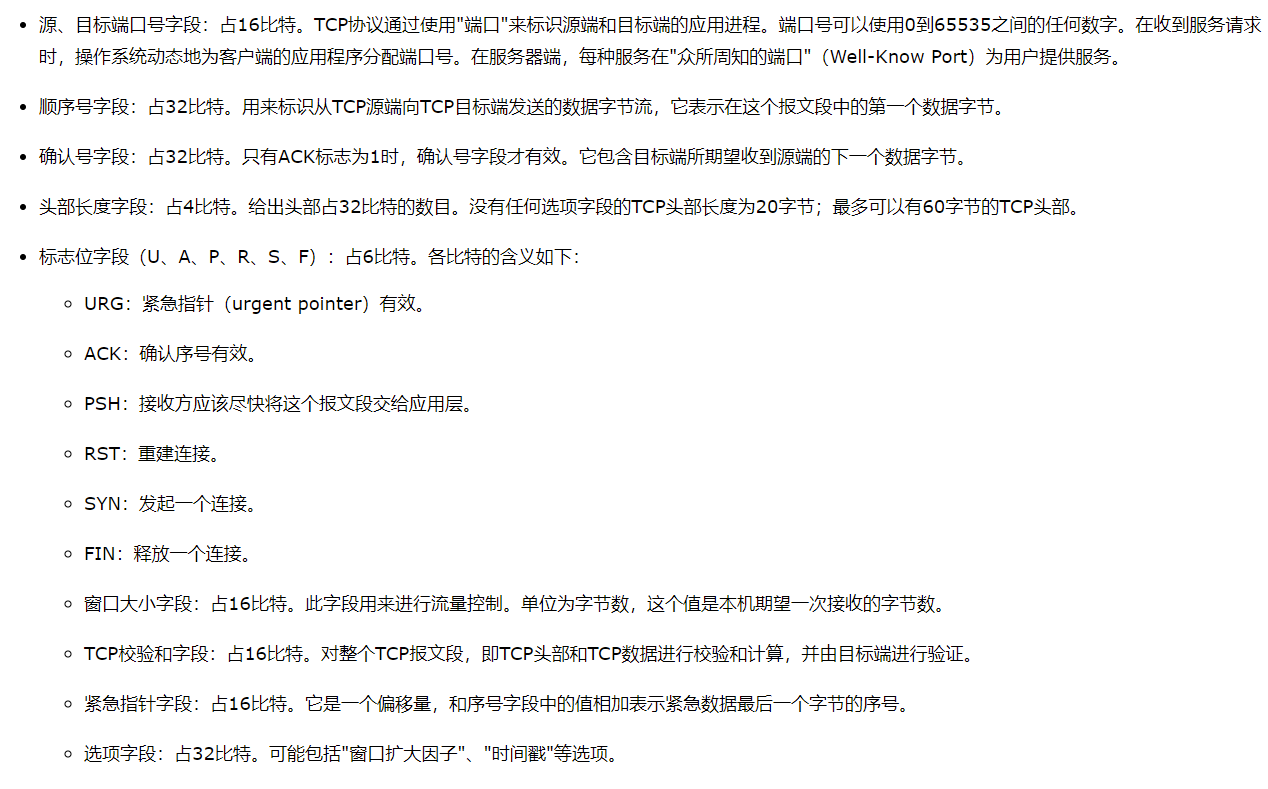 源、目标端口号字段：占16比特。TCP协议通过使用"端口"来标识源端和目标端的应用进程。端口号可以使用0到65535之间的任何数字。在收到服务请求
时，操作系统动态地为客户端的应用程序分配端口号。在服务器端，每种服务在"众所周知的端口"（Well-Know Port）为用户提供服务。
顺序号字段：占32比特。用来标识从TCP源端向TCP目标端发送的数据字节流，它表示在这个报文段中的第一个数据字节。
确认号字段：占32比特。只有ACK标志为1时，确认号字段才有效。它包含目标端所期望收到源端的下一个数据字节。
头部长度字段：占4比特。给出头部占32比特的数目。没有任何选项字段的TCP头部长度为20字节；最多可以有60字节的TCP头部。
标志位字段（U、A、P、R、S、F）：占6比特。各比特的含义如下：
URG：紧急指针（urgent pointer）有效。
ACK：确认序号有效。
PSH：接收方应该尽快将这个报文段交给应用层。
RST：重建连接。
SYN：发起一个连接。
FIN：释放一个连接。
窗口大小字段：占16比特。此字段用来进行流量控制。单位为字节数，这个值是本机期望一次接收的字节数。
TCP校验和字段：占16比特。对整个TCP报文段，即TCP头部和TCP数据进行校验和计算，并由目标端进行验证。
紧急指针字段：占16比特。它是一个偏移量，和序号字段中的值相加表示紧急数据最后一个字节的序号。
选项字段：占32比特。可能包括"窗口扩大因子"、"时间戳"等选项。